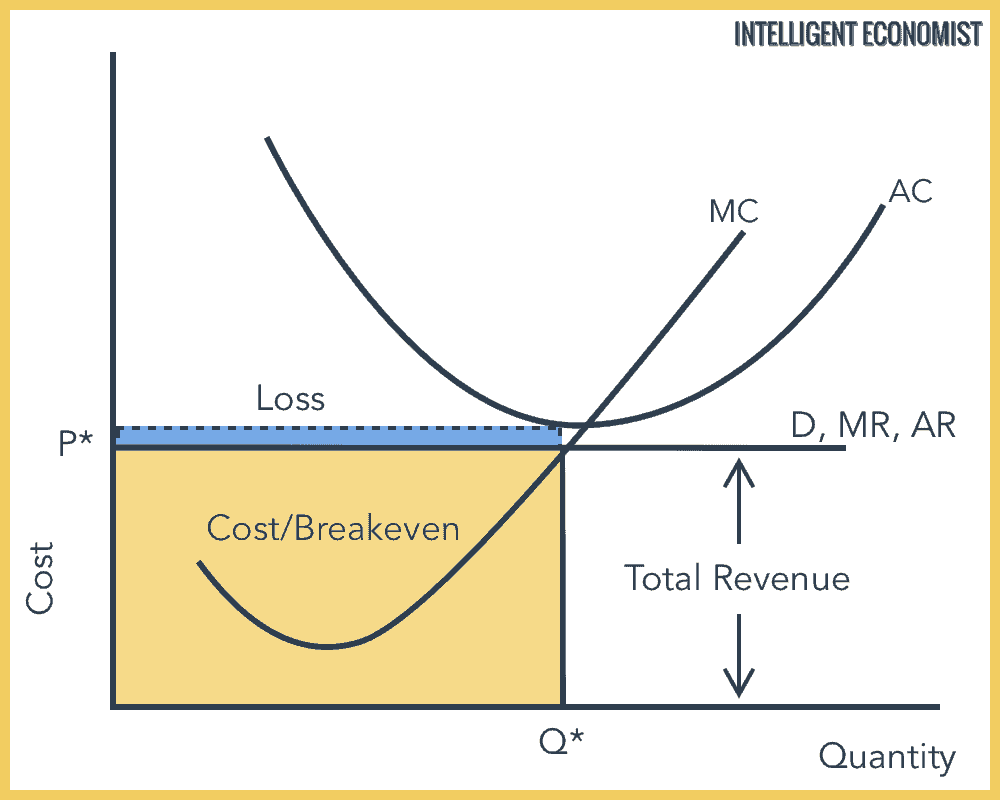 INTELLIGENT ECONOMIST
AC
MC
Loss
D, MR, AR
P*
Cost/Breakeven
Cost
Total Revenue
Q*
Quantity